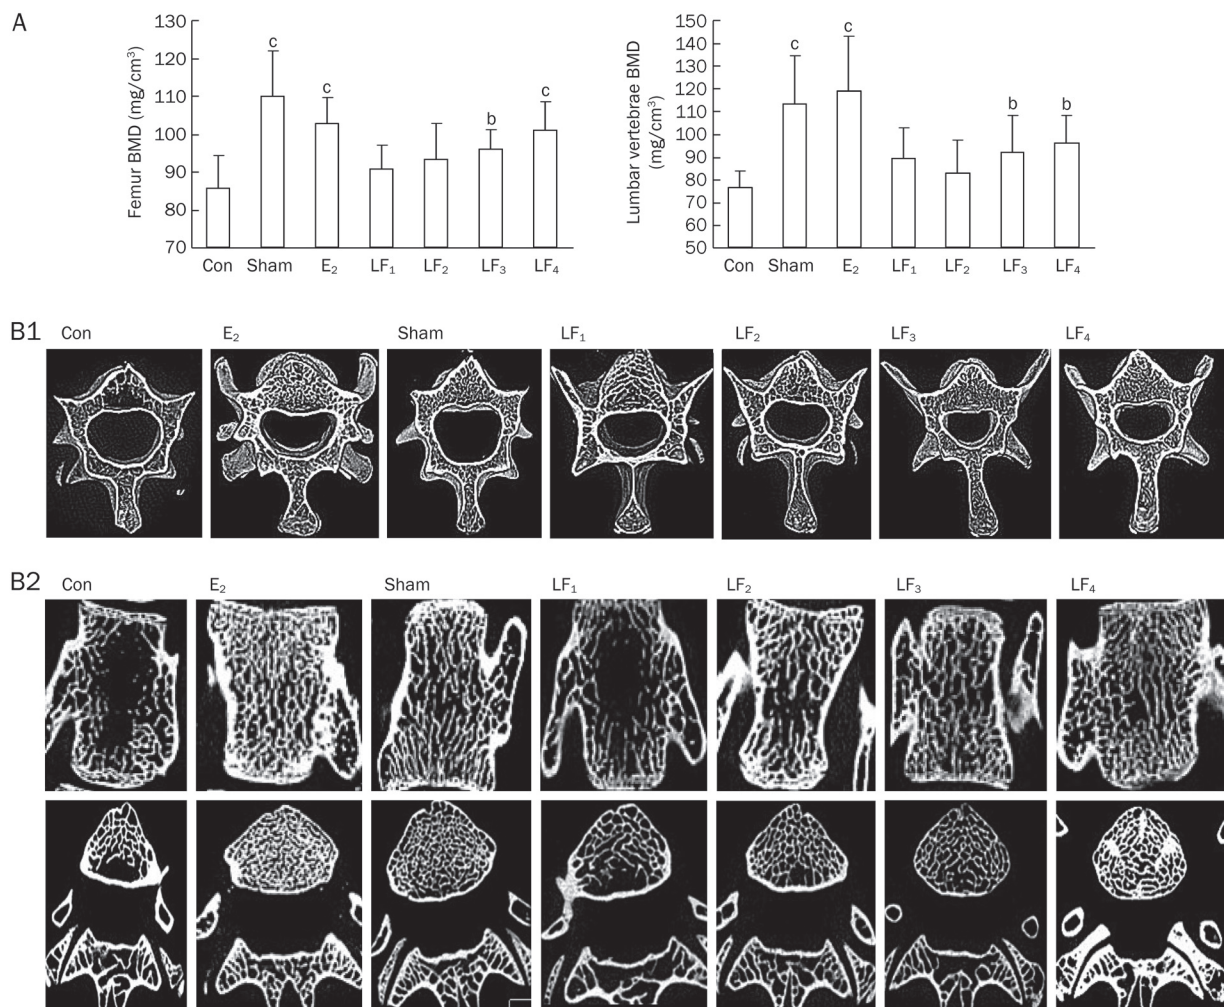 A
Femur BMD (mg/cm³)
130
120
110
100
90
80
70
c
c
b
c
Con Sham E₂ LF₁ LF₂ LF₃ LF₄
Lumbar vertebrae BMD
(mg/cm³)
150
140
130
120
110
100
90
80
70
60
50
c
c
b
b
Con Sham E₂ LF₁ LF₂ LF₃ LF₄
B1
Con E₂ Sham LF₁ LF₂ LF₃ LF₄
B2
Con E₂ Sham LF₁ LF₂ LF₃ LF₄